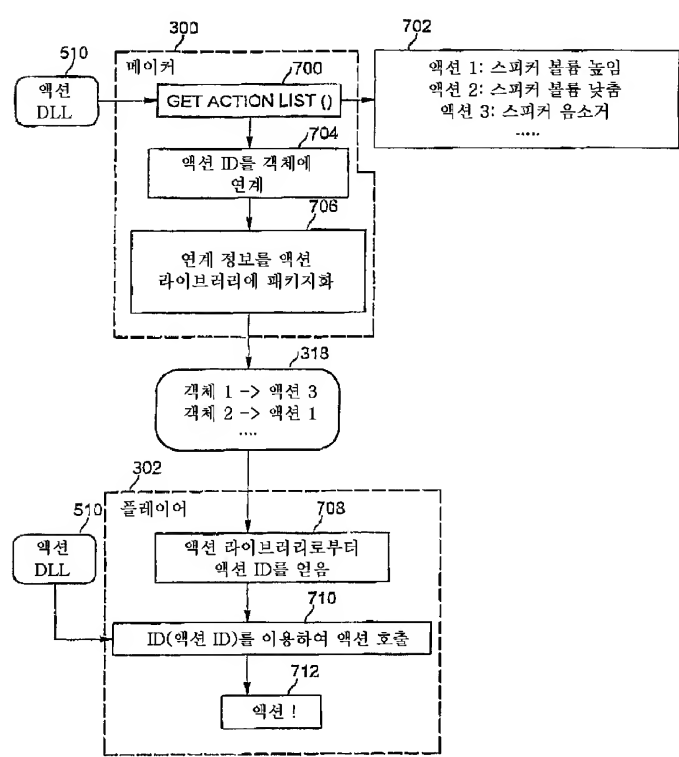 300
702
510
메이커
700
액션
DLL
GET ACTION LIST ()
액션 1: 스피커 볼륨 높임
액션 2: 스피커 볼륨 낮춤
액션 3: 스피커 음소거
.....
704
액션 ID를 객체에
연계
706
연계 정보를 액션
라이브러리에 패키지화
318
객체 1 -> 액션 3
객체 2 -> 액션 1
....
302
510
플레이어
708
액션
DLL
액션 라이브러리로부터
액션 ID를 얻음
710
ID(액션 ID)를 이용하여 액션 호출
712
액션 !